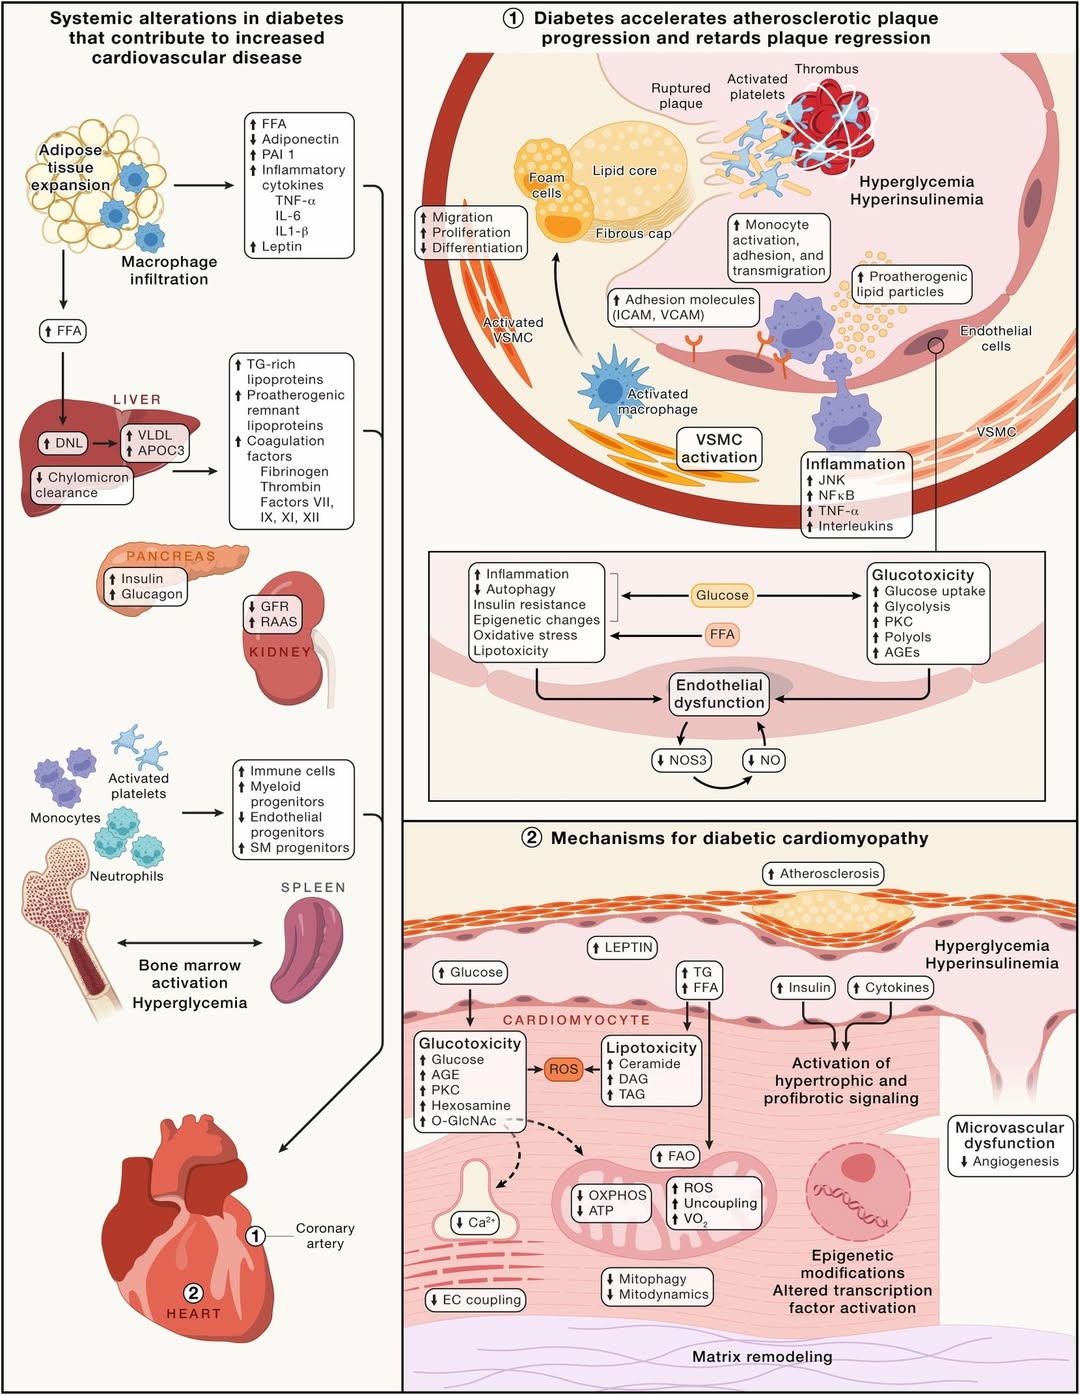 Systemic alterations in diabetes
that contribute to increased
cardiovascular disease
Adipose
tissue
expansion
Macrophage
infiltration
⬆ FFA
⬇ Adiponectin
⬆ PAI 1
⬆ Inflammatory
cytokines
TNF-α
IL-6
IL1-β
⬆ Leptin
⬆ FFA
LIVER
⬆ DNL
⬆ VLDL
⬆ APOC3
⬇ Chylomicron
clearance
⬆ TG-rich
lipoproteins
⬆ Proatherogenic
remnant
lipoproteins
⬆ Coagulation
factors
Fibrinogen
Thrombin
Factors VII,
IX, XI, XII
PANCREAS
⬆ Insulin
⬆ Glucagon
⬇ GFR
⬆ RAAS
KIDNEY
Activated
platelets
Monocytes
Neutrophils
⬆ Immune cells
⬆ Myeloid
progenitors
⬇ Endothelial
progenitors
⬆ SM progenitors
SPLEEN
Bone marrow
activation
Hyperglycemia
1
Coronary
artery
2
HEART
1 Diabetes accelerates atherosclerotic plaque
progression and retards plaque regression
Ruptured
plaque
Activated
platelets
Thrombus
Foam
cells
Lipid core
Fibrous cap
Hyperglycemia
Hyperinsulinemia
⬆ Migration
⬆ Proliferation
⬇ Differentiation
⬆ Monocyte
activation,
adhesion, and
transmigration
⬆ Proatherogenic
lipid particles
⬆ Adhesion molecules
(ICAM, VCAM)
Activated
VSMC
Endothelial
cells
Activated
macrophage
VSMC
activation
VSMC
Inflammation
⬆ JNK
⬆ NFκB
⬆ TNF-α
⬆ Interleukins
⬆ Inflammation
⬇ Autophagy
Insulin resistance
Epigenetic changes
Oxidative stress
Lipotoxicity
Glucose
FFA
Glucotoxicity
⬆ Glucose uptake
⬆ Glycolysis
⬆ PKC
⬆ Polyols
⬆ AGEs
Endothelial
dysfunction
⬇ NOS3
⬇ NO
2 Mechanisms for diabetic cardiomyopathy
⬆ Atherosclerosis
⬆ LEPTIN
Hyperglycemia
Hyperinsulinemia
⬆ Glucose
⬆ TG
⬆ FFA
⬆ Insulin
⬆ Cytokines
CARDIOMYOCYTE
Glucotoxicity
⬆ Glucose
⬆ AGE
⬆ PKC
⬆ Hexosamine
⬆ O-GlcNAc
ROS
Lipotoxicity
⬆ Ceramide
⬆ DAG
⬆ TAG
Activation of
hypertrophic and
profibrotic signaling
Microvascular
dysfunction
⬇ Angiogenesis
⬆ FAO
⬇ OXPHOS
⬇ ATP
⬆ ROS
⬆ Uncoupling
⬆ VO₂
⬇ Ca²⁺
⬇ EC coupling
⬇ Mitophagy
⬇ Mitodynamics
Epigenetic
modifications
Altered transcription
factor activation
Matrix remodeling